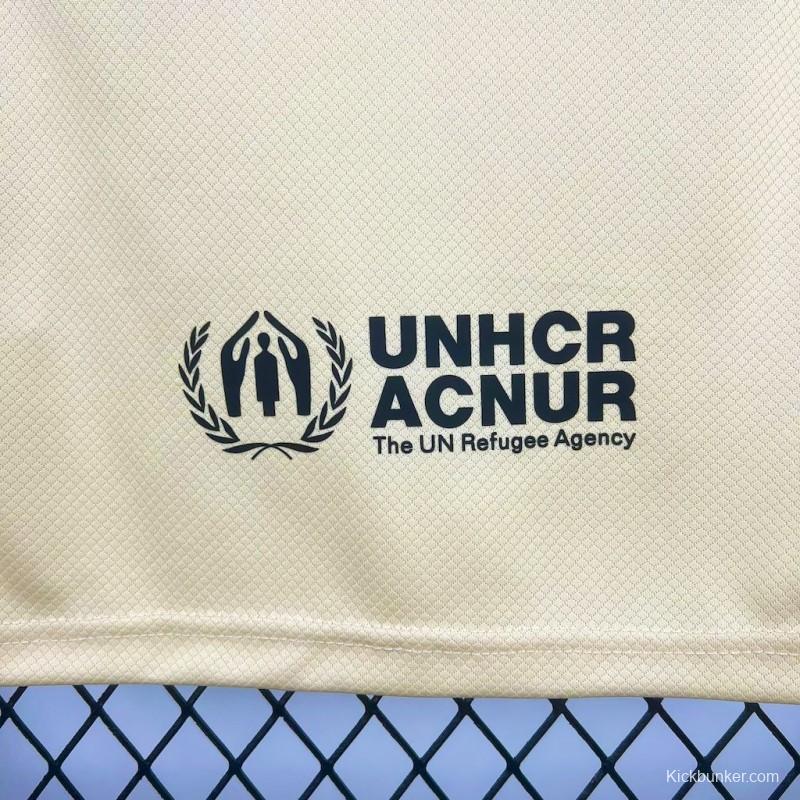 UNHCR
ACNUR
The UN Refugee Agency
Kickbunker.com